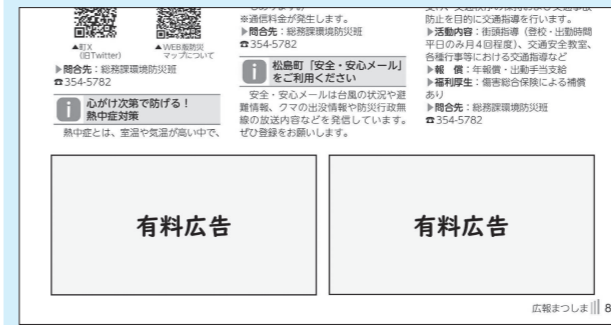 ▲町X
（旧Twitter）
▲WEB版防災
マップについて
▶問合先：総務課環境防災班
☎354-5782
心がけ次第で防げる！
熱中症対策
熱中症とは、室温や気温が高い中で、
※通信料金が発生します。
▶問合先：総務課環境防災班
☎354-5782
松島町「安全・安心メール」
をご利用ください
安全・安心メールは台風の状況や避
難情報、クマの出没情報や防災行政無
線の放送内容などを発信しています。
ぜひ登録をお願いします。
防止を目的に交通指導を行います。
▶活動内容：街頭指導（登校・出勤時間
平日のみ月4回程度）、交通安全教室、
各種行事等における交通指導など
▶報　償：年報償・出動手当支給
▶福利厚生：傷害総合保険による補償
あり
▶問合先：総務課環境防災班
☎354-5782
有料広告
有料広告
広報まつしま 8